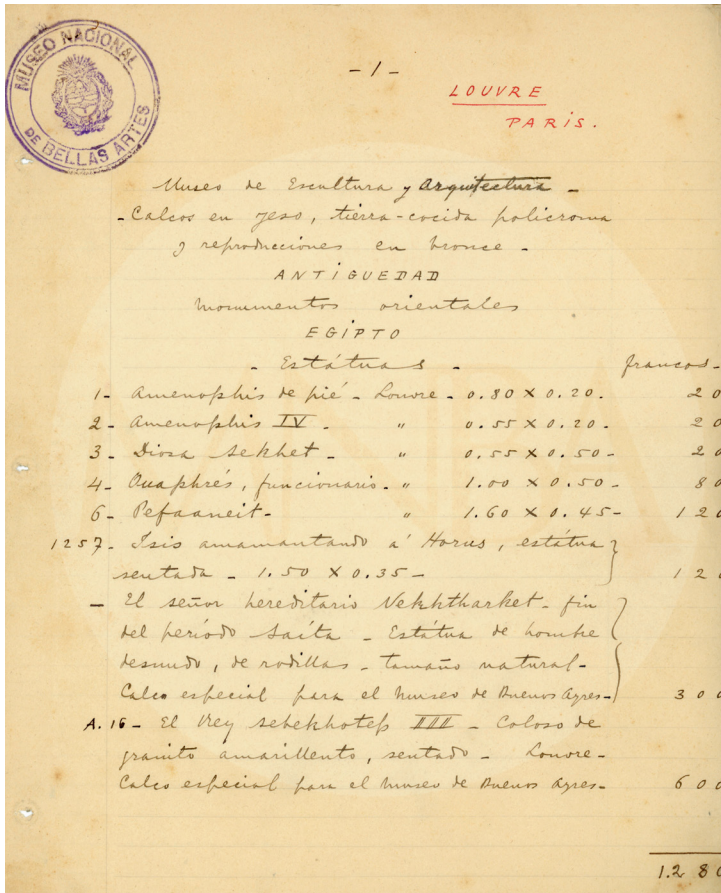 MUSEO NACIONAL
DE BELLAS ARTES
- 1 -
LOUVRE
PARIS.
Museo de Escultura y Arquitectura -
- Calcos en yeso, tierra-cocida policroma
y reproducciones en bronce -
ANTIGUEDAD
Monumentos orientales
EGIPTO
- Estátuas - francos -
1- Amenophis de pié - Louvre - 0.80 X 0.20. 20
2- Amenophis IV - " 0.55 X 0.20 - 20
3- Diosa Sekhet - " 0.55 X 0.50 - 20
4- Ouaphrés, funcionario - " 1.00 X 0.50 - 80
6- Pefaaneit - " 1.60 X 0.45 - 120
1257- Isis amamantando á Horus, estátua
sentada - 1.50 X 0.35 - 120
- El señor hereditario Nekhtharket - fin
del período Saíta - Estátua de hombre
desnudo, de rodillas - tamaño natural -
Calco especial para el Museo de Buenos Ayres - 300
A. 16 - El Rey Sebekhotep III - Coloso de
granito amarillento, sentado - Louvre -
Calco especial para el Museo de Buenos Ayres - 600
1.280